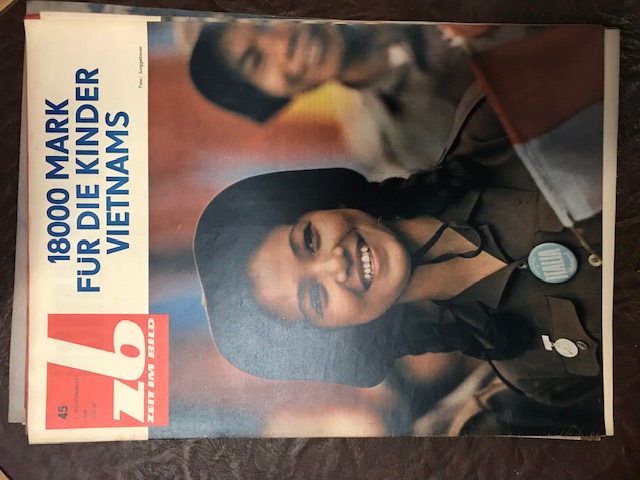 18000 MARK
FÜR DIE KINDER
VIETNAMS
zb
ZEIT IM BILD
45